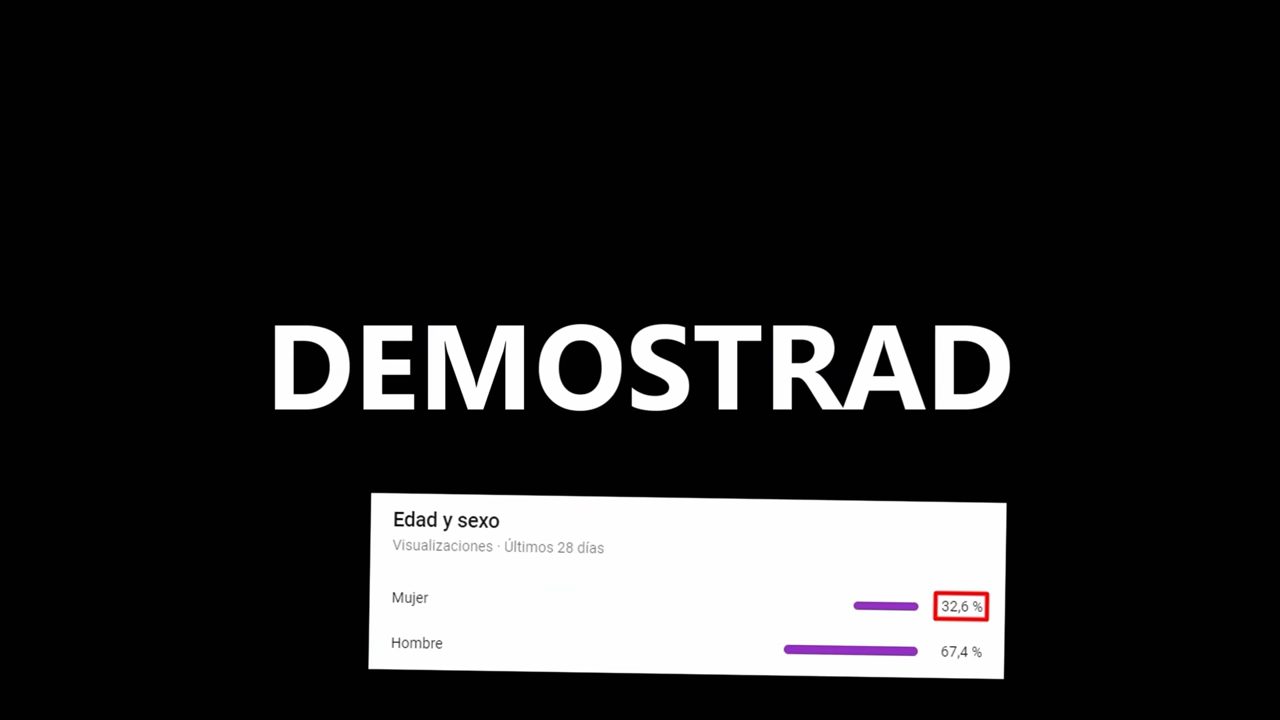 DEMOSTRAD
Edad y sexo
Visualizaciones · Últimos 28 días
Mujer 32,6 %
Hombre 67,4 %